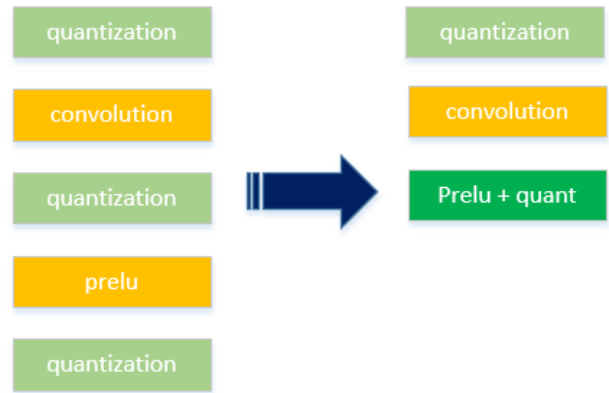 quantization
convolution
quantization
prelu
quantization
quantization
convolution
Prelu + quant